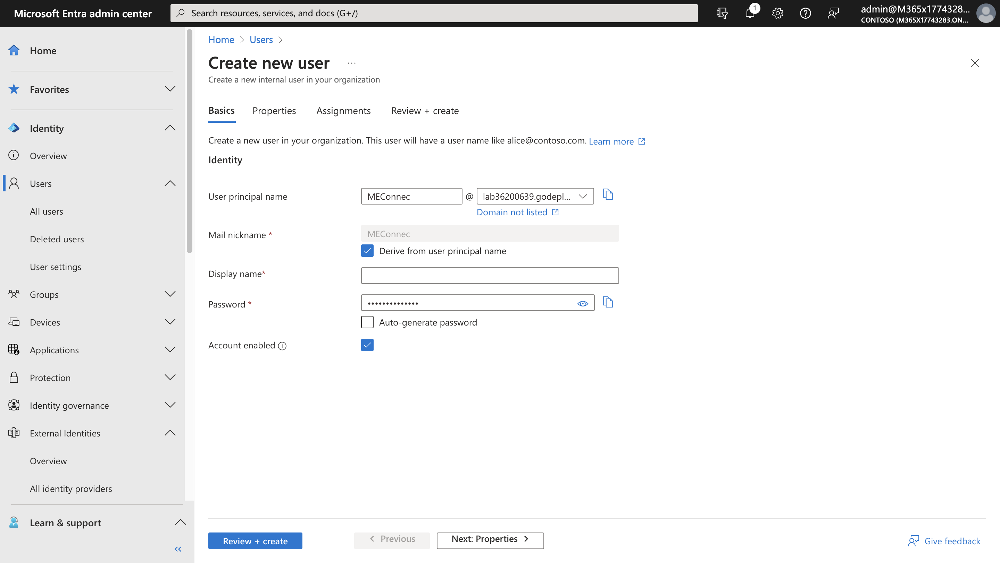 Microsoft Entra admin center
Search resources, services, and docs (G+/)
1
admin@M365x1774328...
CONTOSO (M365X17743283.ON...
Home
Favorites
Identity
Overview
Users
All users
Deleted users
User settings
Groups
Devices
Applications
Protection
Identity governance
External Identities
Overview
All identity providers
Learn & support
Home > Users >
Create new user ...
Create a new internal user in your organization
Basics Properties Assignments Review + create
Create a new user in your organization. This user will have a user name like alice@contoso.com. Learn more
Identity
User principal name MEConnec @ lab36200639.godepl...
Domain not listed
Mail nickname * MEConnec
Derive from user principal name
Display name*
Password * ••••••••••••••
Auto-generate password
Account enabled
Review + create < Previous Next: Properties > Give feedback